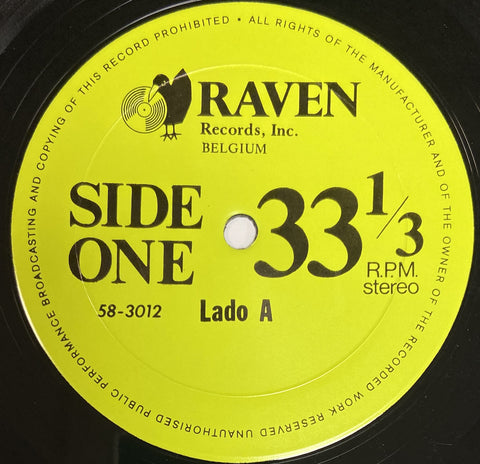 ALL RIGHTS OF THE MANUFACTURER AND OF THE OWNER OF THE RECORDED WORK RESERVED UNAUTHORISED PUBLIC PERFORMANCE BROADCASTING AND COPYING OF THIS RECORD PROHIBITED •
RAVEN
Records, Inc.
BELGIUM
SIDE ONE
33 1/3
R.P.M.
stereo
58-3012
Lado A